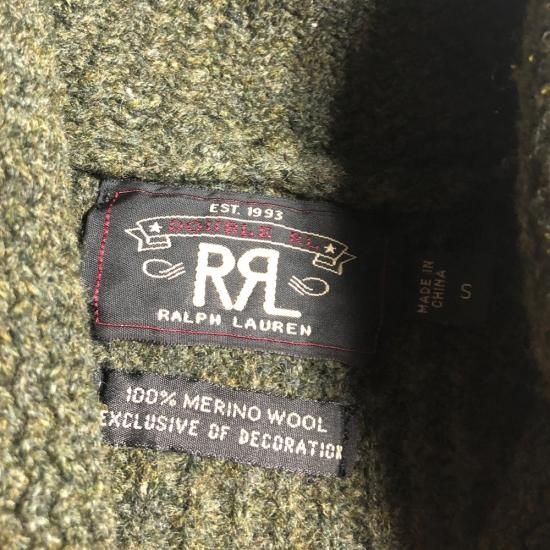 EST. 1993
DOUBLE RL
RRL
RALPH LAUREN
MADE IN
CHINA
S
100% MERINO WOOL
EXCLUSIVE OF DECORATION